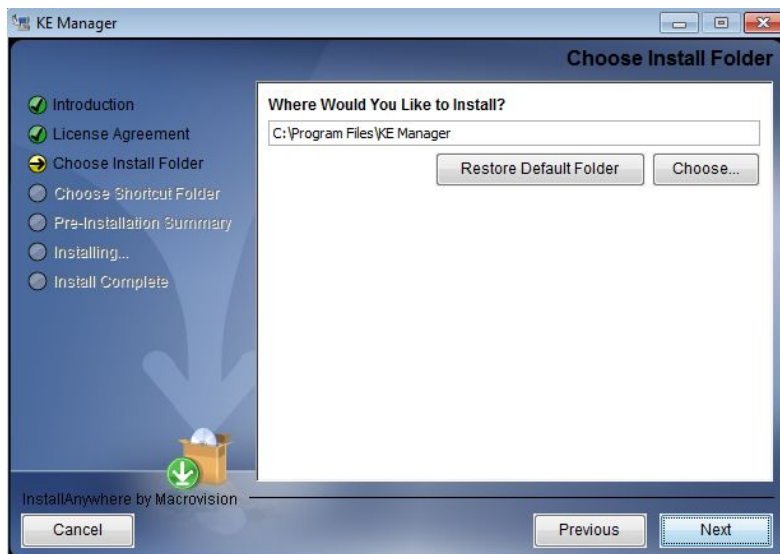 KE Manager
Choose Install Folder
Introduction
License Agreement
Choose Install Folder
Choose Shortcut Folder
Pre-Installation Summary
Installing...
Install Complete
Where Would You Like to Install?
C:\Program Files\KE Manager
Restore Default Folder
Choose...
InstallAnywhere by Macrovision
Cancel
Previous
Next